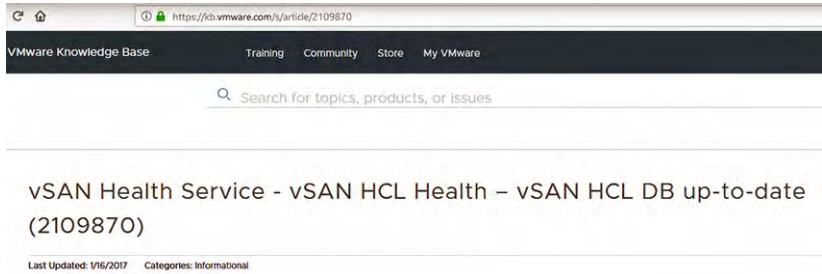 https://kb.vmware.com/s/article/2109870
VMware Knowledge Base Training Community Store My VMware
Search for topics, products, or issues
vSAN Health Service - vSAN HCL Health – vSAN HCL DB up-to-date
(2109870)
Last Updated: 1/16/2017 Categories: Informational